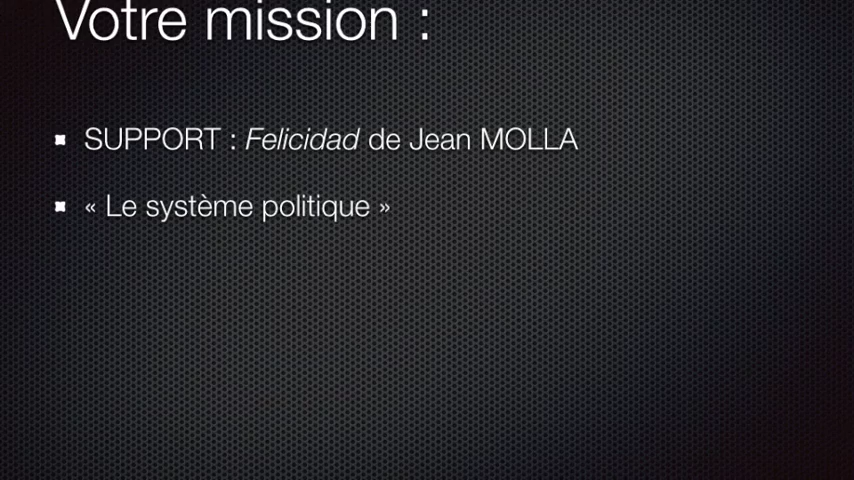 Votre mission :
SUPPORT : Felicidad de Jean MOLLA
« Le système politique »